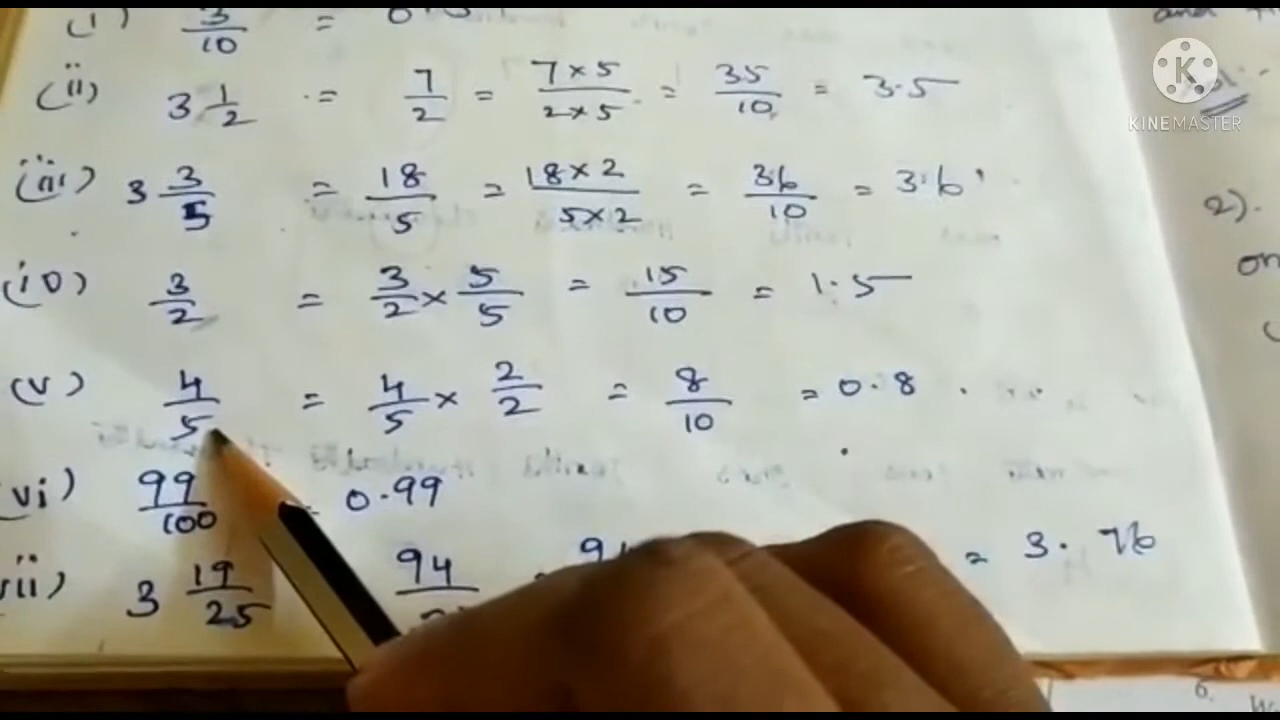 (i) 3/10 =
(ii) 3 1/2 = 7/2 = 7×5/2×5 = 35/10 = 3.5
(iii) 3 3/5 = 18/5 = 18×2/5×2 = 36/10 = 3.6
(iv) 3/2 = 3/2 × 5/5 = 15/10 = 1.5
(v) 4/5 = 4/5 × 2/2 = 8/10 = 0.8
(vi) 99/100 = 0.99
3 19/25 94 = 3.76
2).
K
KINEMASTER